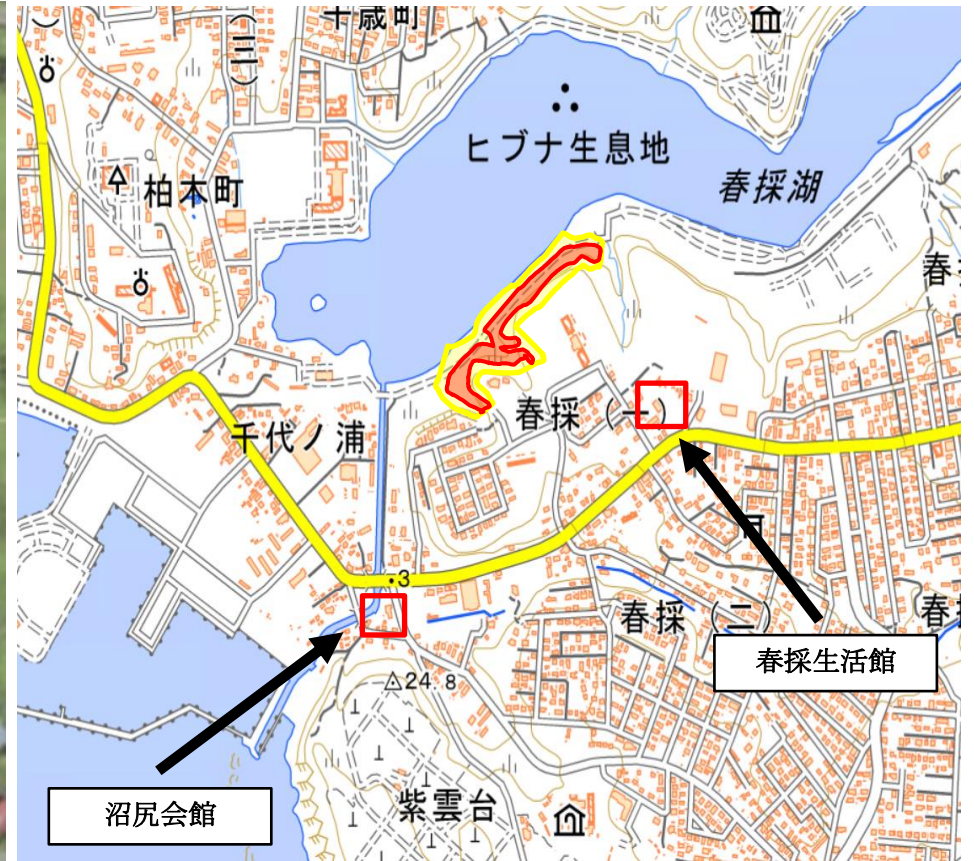 千歳町
(三)
ヒブナ生息地
春採湖
柏木町
春採(一)
千代ノ浦
・3
春採(二)
春採生活館
△24.8
沼尻会館
紫雲台